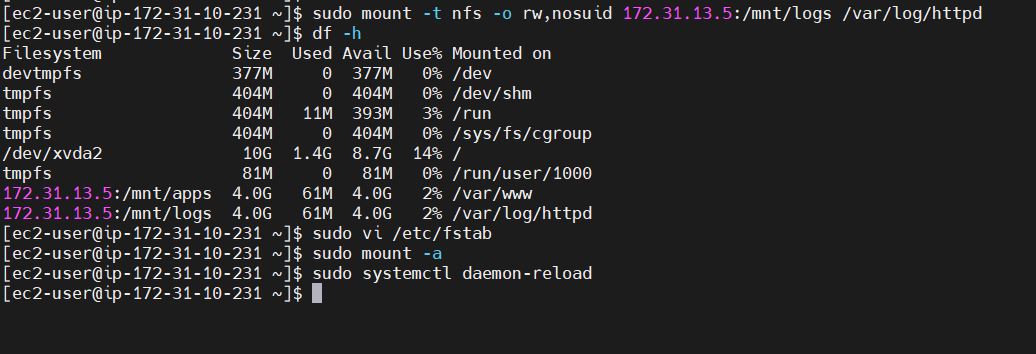 [ec2-user@ip-172-31-10-231 ~]$ sudo mount -t nfs -o rw,nosuid 172.31.13.5:/mnt/logs /var/log/httpd
[ec2-user@ip-172-31-10-231 ~]$ df -h
Filesystem             Size  Used Avail Use% Mounted on
devtmpfs               377M     0  377M   0% /dev
tmpfs                  404M     0  404M   0% /dev/shm
tmpfs                  404M   11M  393M   3% /run
tmpfs                  404M     0  404M   0% /sys/fs/cgroup
/dev/xvda2              10G  1.4G  8.7G  14% /
tmpfs                   81M     0   81M   0% /run/user/1000
172.31.13.5:/mnt/apps  4.0G   61M  4.0G   2% /var/www
172.31.13.5:/mnt/logs  4.0G   61M  4.0G   2% /var/log/httpd
[ec2-user@ip-172-31-10-231 ~]$ sudo vi /etc/fstab
[ec2-user@ip-172-31-10-231 ~]$ sudo mount -a
[ec2-user@ip-172-31-10-231 ~]$ sudo systemctl daemon-reload
[ec2-user@ip-172-31-10-231 ~]$